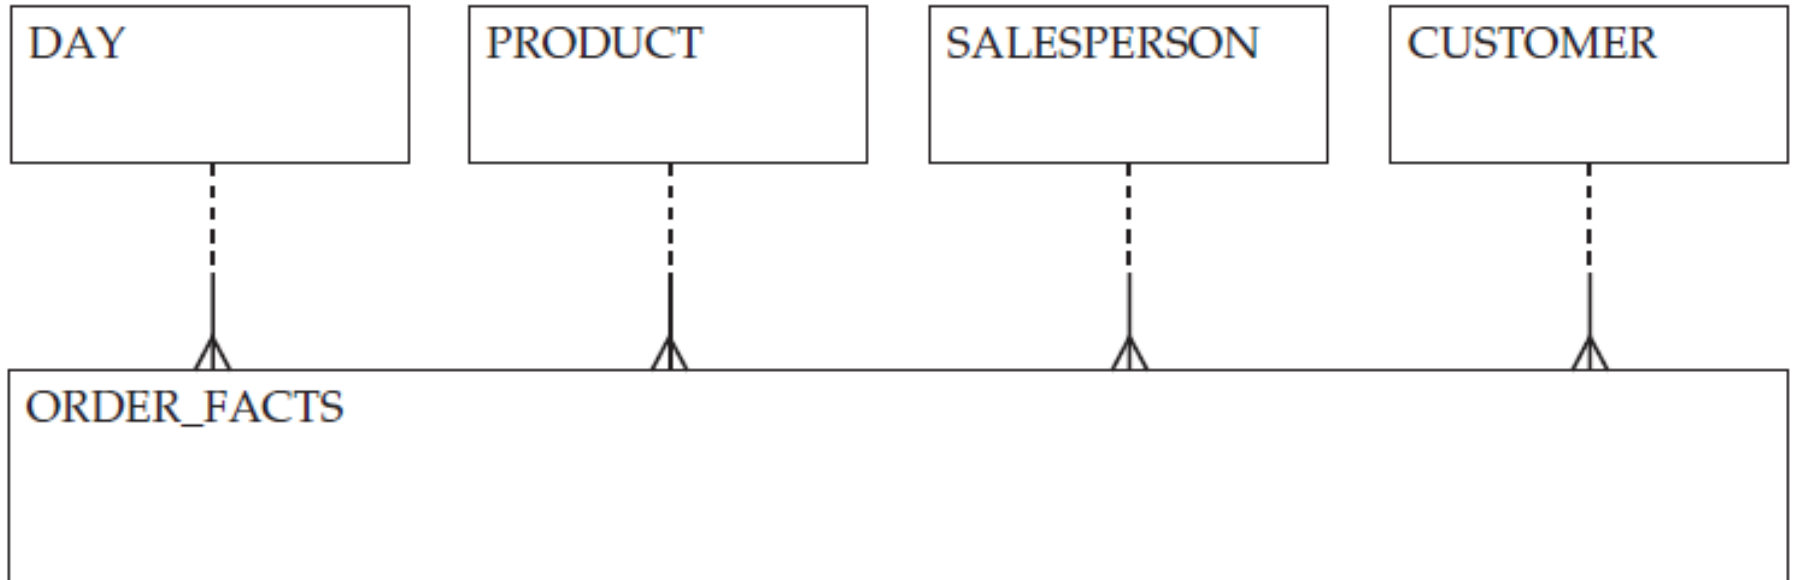 DAY
PRODUCT
SALESPERSON
CUSTOMER
ORDER_FACTS